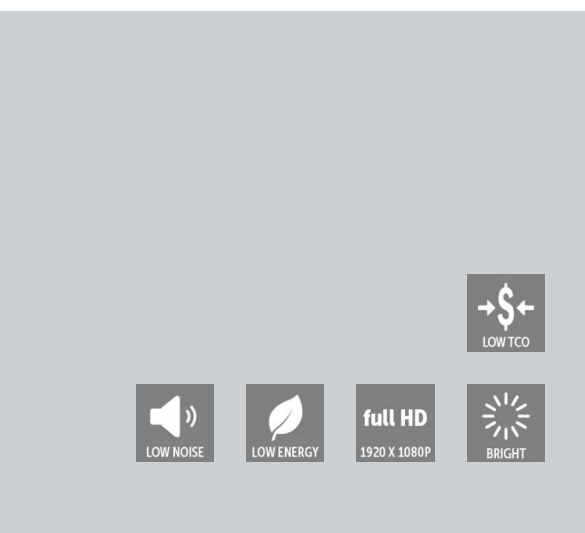 $
LOW TCO
LOW NOISE
LOW ENERGY
full HD
1920 X 1080P
BRIGHT